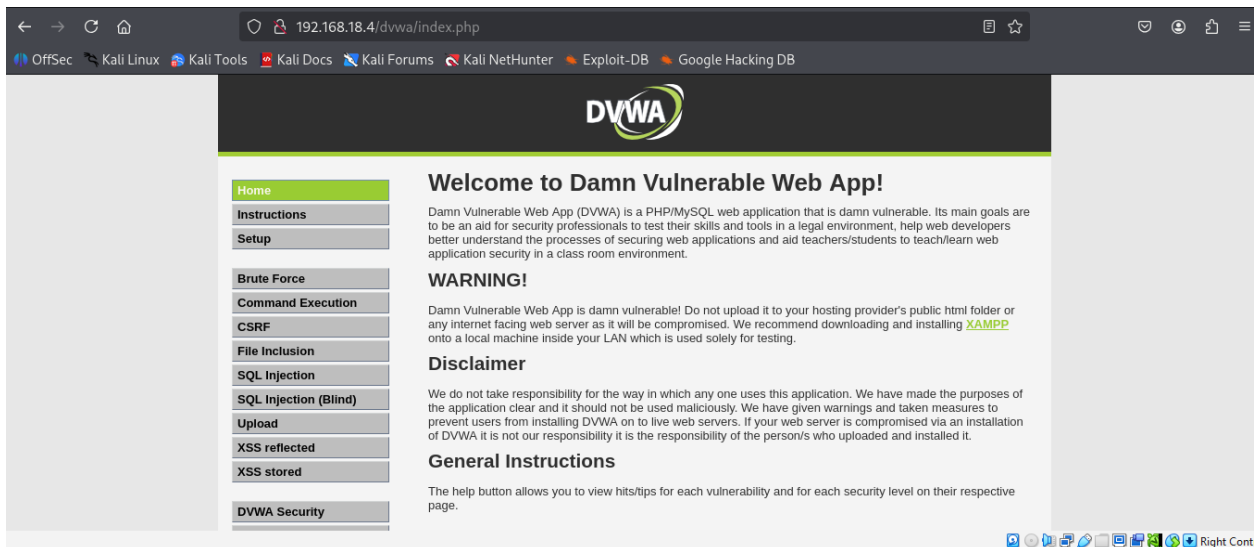 192.168.18.4/dvwa/index.php
OffSec Kali Linux Kali Tools Kali Docs Kali Forums Kali NetHunter Exploit-DB Google Hacking DB
DVWA
Home
Instructions
Setup
Brute Force
Command Execution
CSRF
File Inclusion
SQL Injection
SQL Injection (Blind)
Upload
XSS reflected
XSS stored
DVWA Security
Welcome to Damn Vulnerable Web App!
Damn Vulnerable Web App (DVWA) is a PHP/MySQL web application that is damn vulnerable. Its main goals are
to be an aid for security professionals to test their skills and tools in a legal environment, help web developers
better understand the processes of securing web applications and aid teachers/students to teach/learn web
application security in a class room environment.
WARNING!
Damn Vulnerable Web App is damn vulnerable! Do not upload it to your hosting provider's public html folder or
any internet facing web server as it will be compromised. We recommend downloading and installing XAMPP
onto a local machine inside your LAN which is used solely for testing.
Disclaimer
We do not take responsibility for the way in which any one uses this application. We have made the purposes of
the application clear and it should not be used maliciously. We have given warnings and taken measures to
prevent users from installing DVWA on to live web servers. If your web server is compromised via an installation
of DVWA it is not our responsibility it is the responsibility of the person/s who uploaded and installed it.
General Instructions
The help button allows you to view hits/tips for each vulnerability and for each security level on their respective
page.
Right Cont